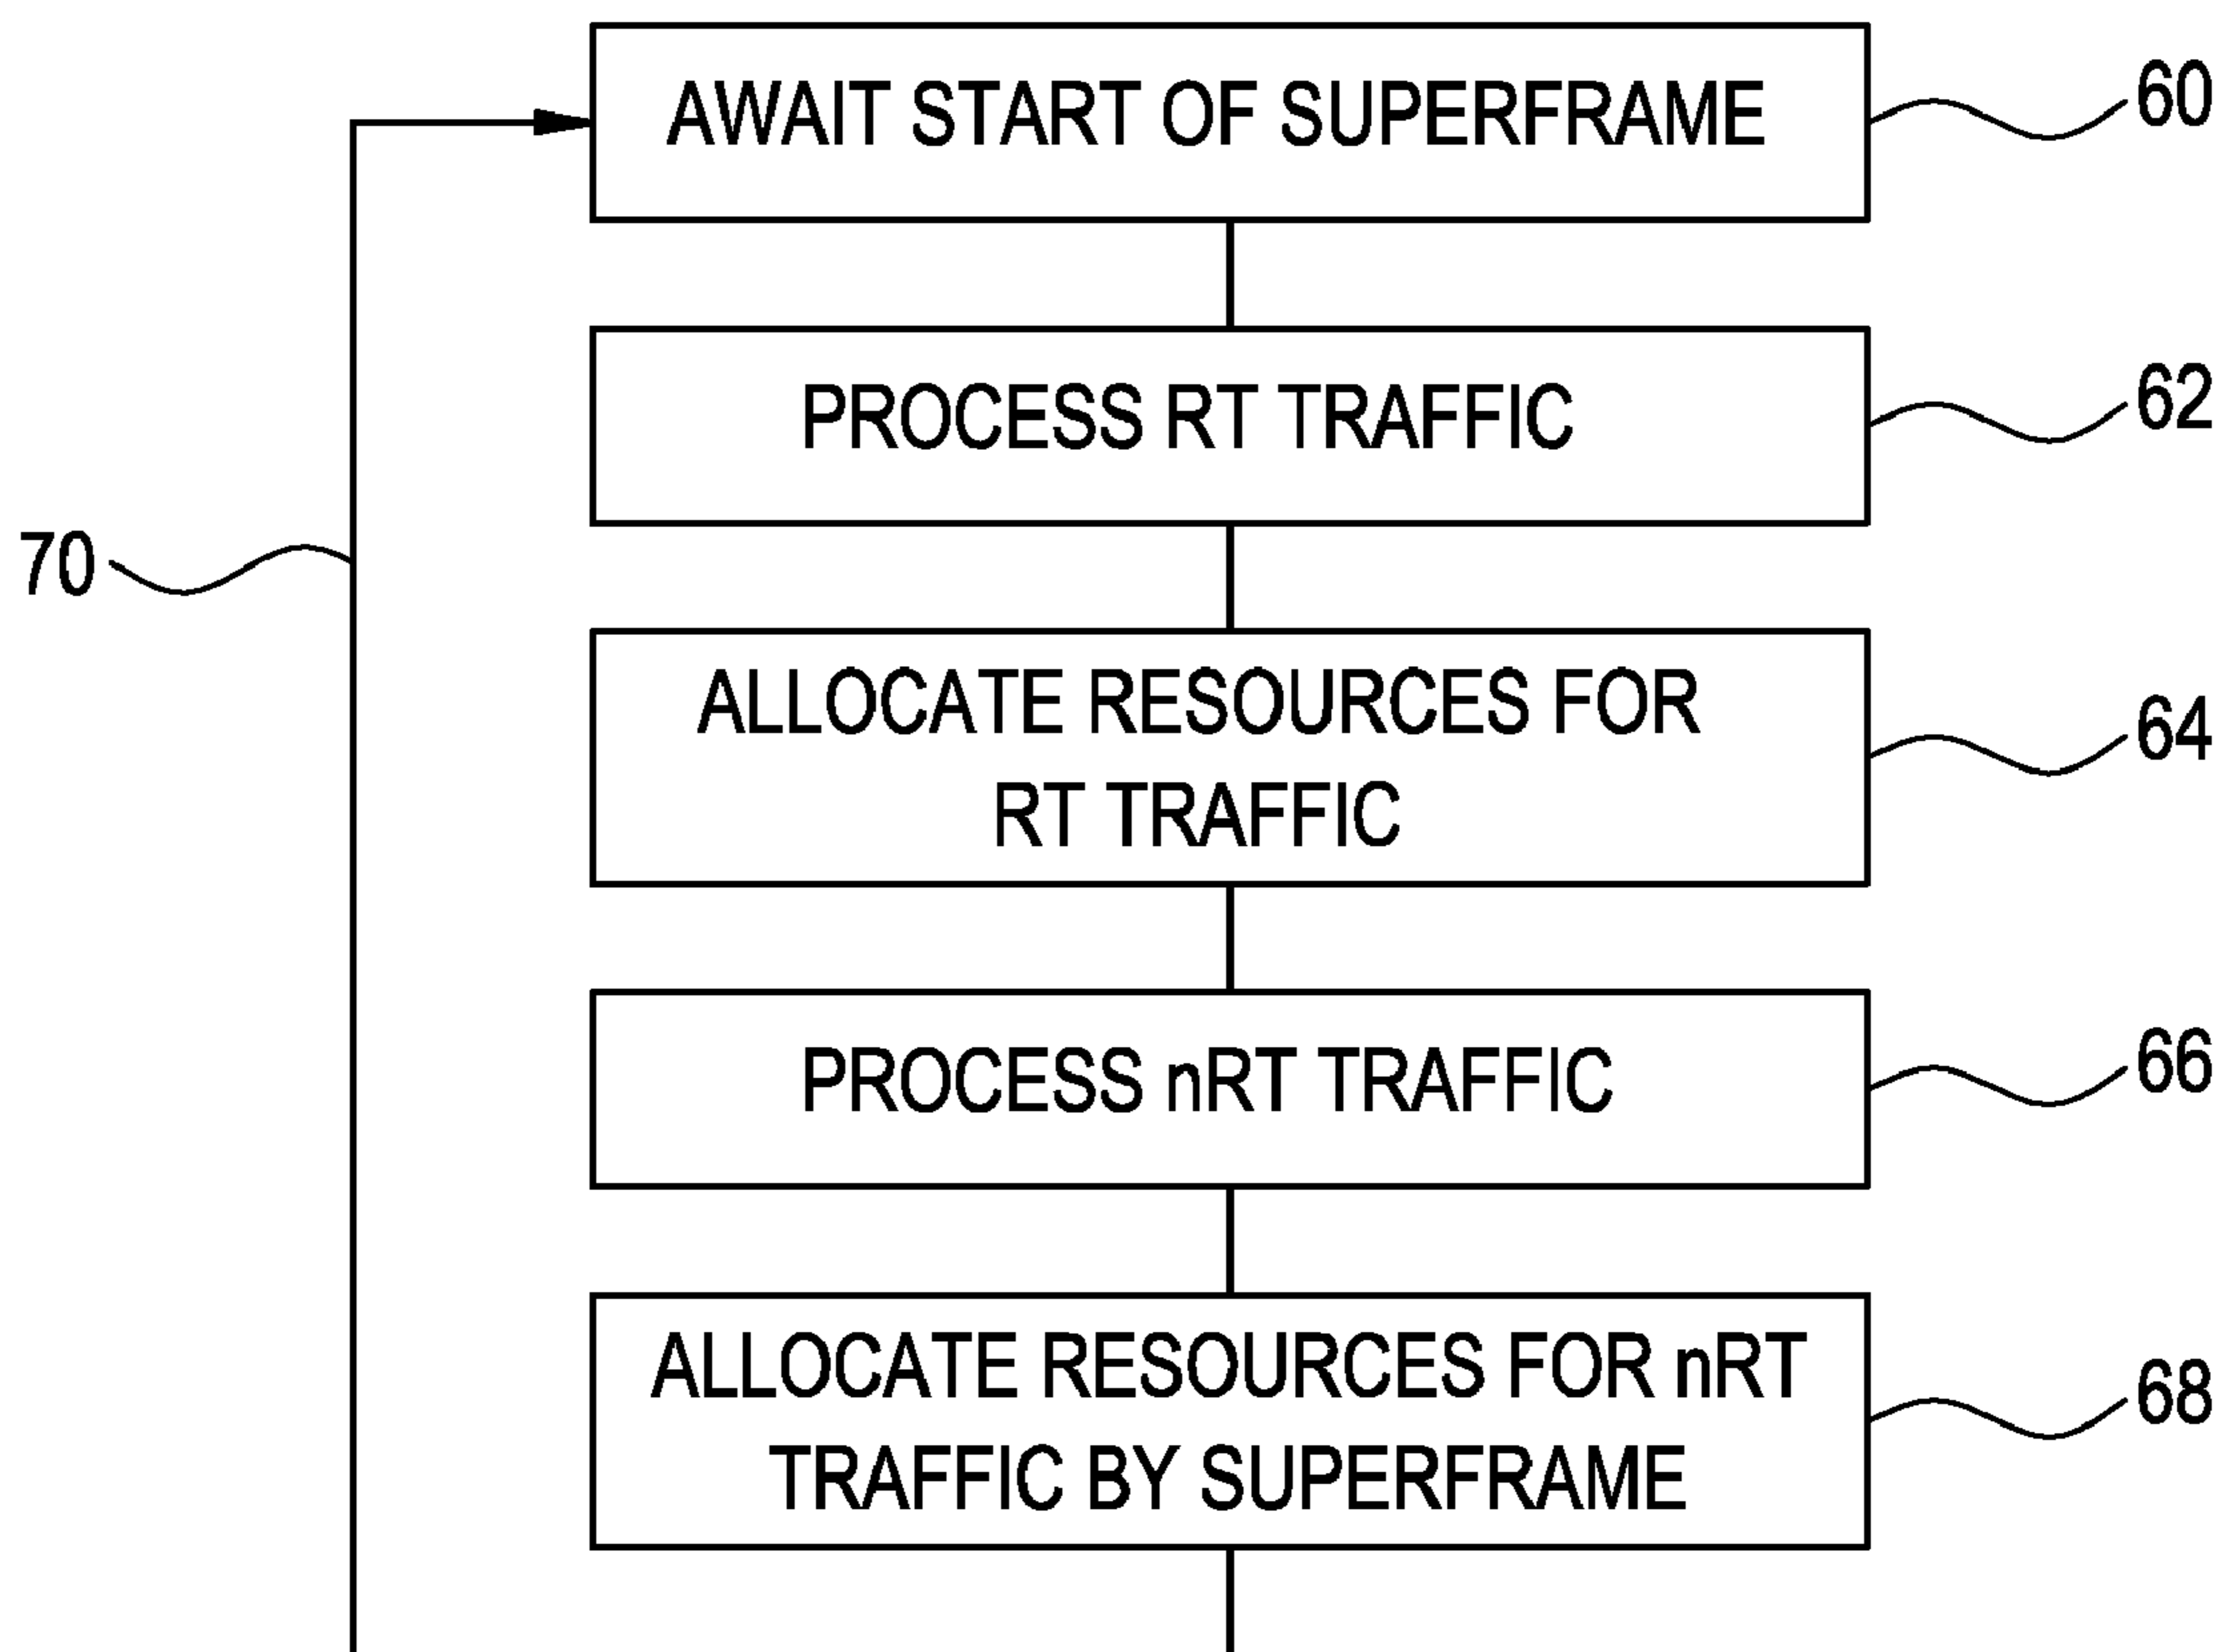 AWAIT START OF SUPERFRAME
60
PROCESS RT TRAFFIC
62
70
ALLOCATE RESOURCES FOR
RT TRAFFIC
64
PROCESS nRT TRAFFIC
66
ALLOCATE RESOURCES FOR nRT
TRAFFIC BY SUPERFRAME
68